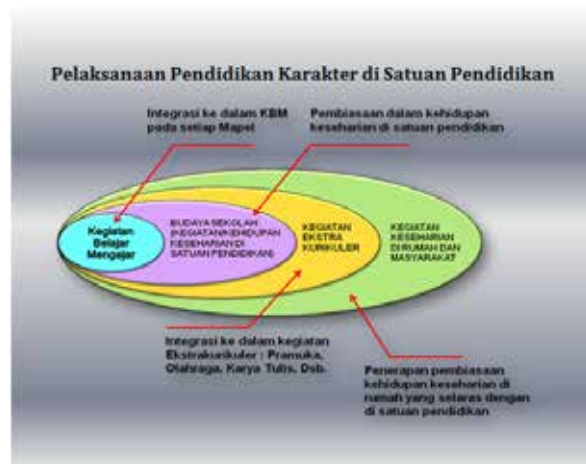 Pelaksanaan Pendidikan Karakter di Satuan Pendidikan
Integrasi ke dalam KBM
pada setiap Mapel
Pembiasaan dalam kehidupan
keseharian di satuan pendidikan
Kegiatan
Belajar
Mengajar
BUDAYA SEKOLAH
(KEGIATAN/KEHIDUPAN
KESEHARIAN DI
SATUAN PENDIDIKAN)
KEGIATAN
EKSTRA
KURIKULER
KEGIATAN
KESEHARIAN
DI RUMAH DAN
MASYARAKAT
Integrasi ke dalam kegiatan
Ekstrakurikuler : Pramuka,
Olahraga, Karya Tulis, Dsb.
Penerapan pembiasaan
kehidupan keseharian di
rumah yang selaras dengan
di satuan pendidikan